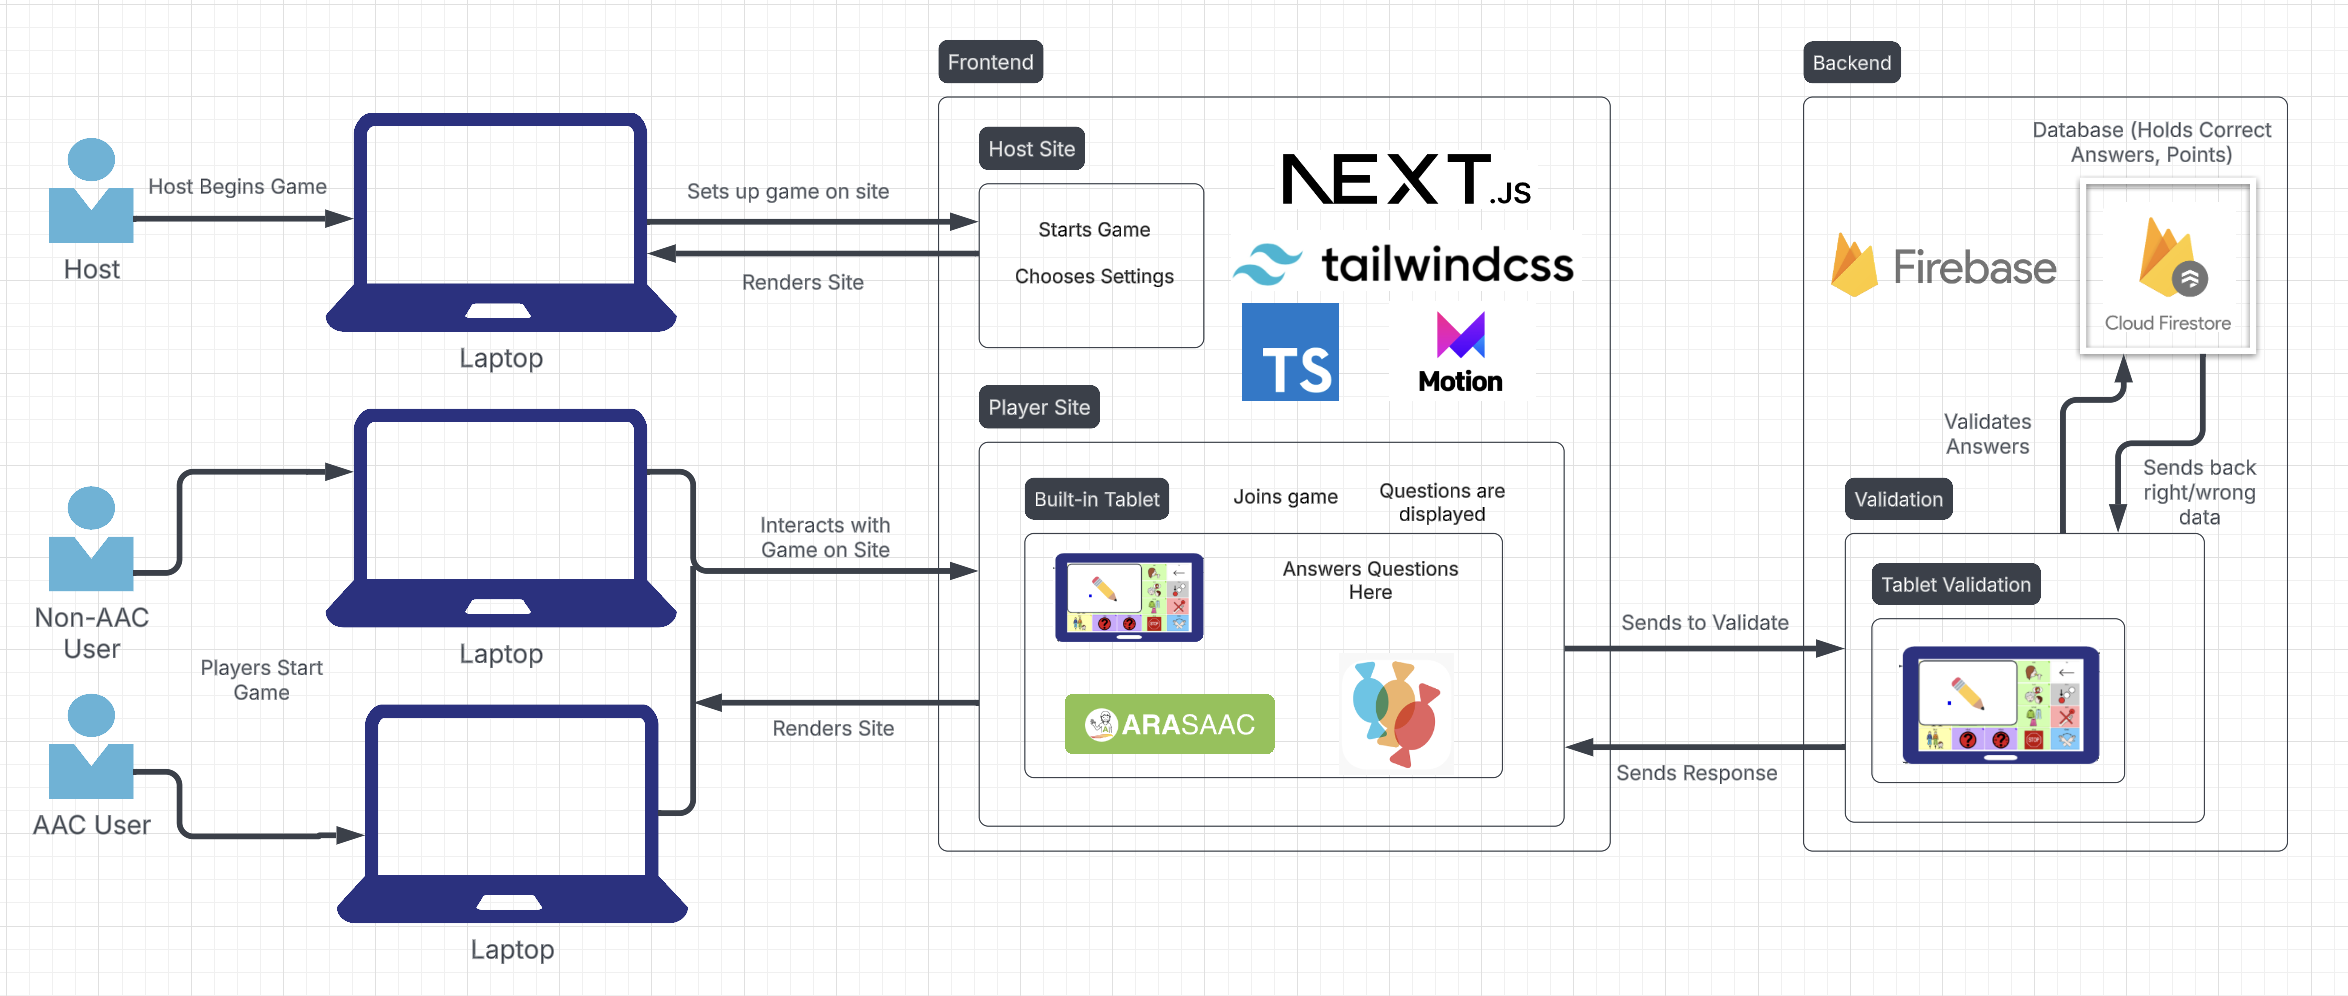 Frontend
Backend
Host Site
NEXT.JS
Database (Holds Correct
Answers, Points)
Host Begins Game
Sets up game on site
Starts Game
Chooses Settings
Renders Site
Host
tailwindcss
Firebase
Cloud Firestore
TS
Motion
Laptop
Player Site
Validates
Answers
Sends back
right/wrong
data
Built-in Tablet
Joins game
Questions are
displayed
Validation
Interacts with
Game on Site
Answers Questions
Here
Tablet Validation
Non-AAC
User
Laptop
Sends to Validate
Players Start
Game
ARASAAC
Renders Site
Sends Response
AAC User
Laptop